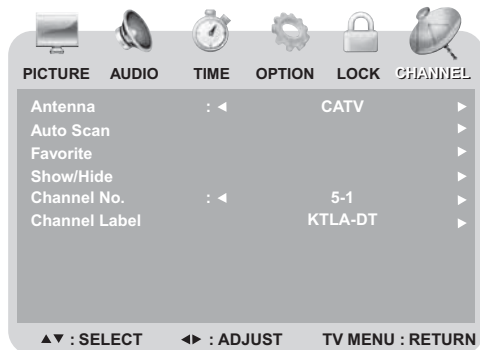 PICTURE AUDIO TIME OPTION LOCK CHANNEL
Antenna : ◄ CATV ►
Auto Scan ►
Favorite ►
Show/Hide ►
Channel No. : ◄ 5-1 ►
Channel Label KTLA-DT ►
▲▼ : SELECT ◄► : ADJUST TV MENU : RETURN